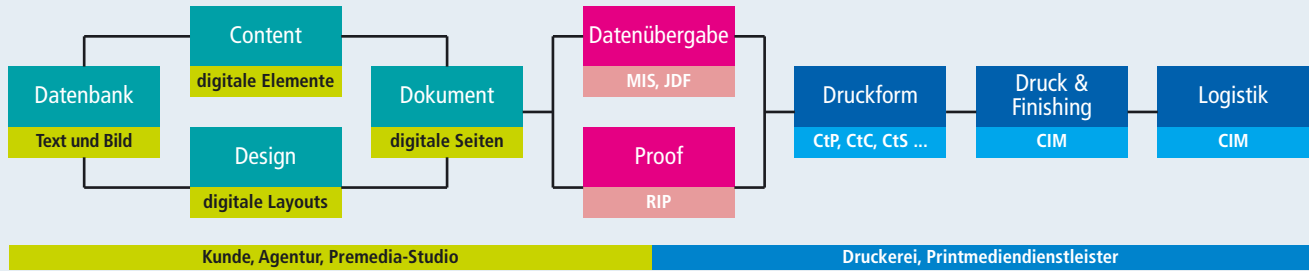 Datenbank
Text und Bild
Content
digitale Elemente
Design
digitale Layouts
Dokument
digitale Seiten
Datenübergabe
MIS, JDF
Proof
RIP
Druckform
CtP, CtC, CtS ...
Druck &
Finishing
CIM
Logistik
CIM
Kunde, Agentur, Premedia-Studio
Druckerei, Printmediendienstleister